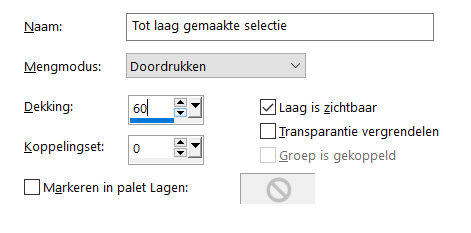 Naam: Tot laag gemaakte selectie
Mengmodus: Doordrukken
Dekking: 60
Laag is zichtbaar
Transparantie vergrendelen
Koppelingset: 0
Groep is gekoppeld
Markeren in palet Lagen: